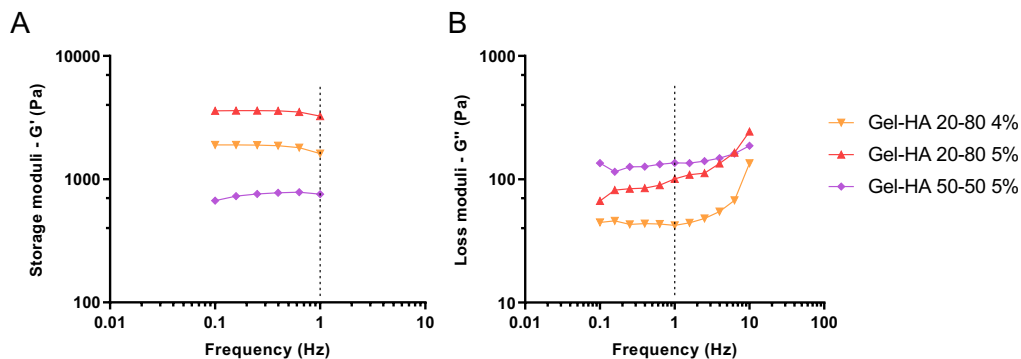 A
Storage moduli - G' (Pa)
10000
1000
100
0.01
0.1
1
10
Frequency (Hz)
B
Loss moduli - G'' (Pa)
1000
100
10
0.01
0.1
1
10
100
Frequency (Hz)
Gel-HA 20-80 4%
Gel-HA 20-80 5%
Gel-HA 50-50 5%